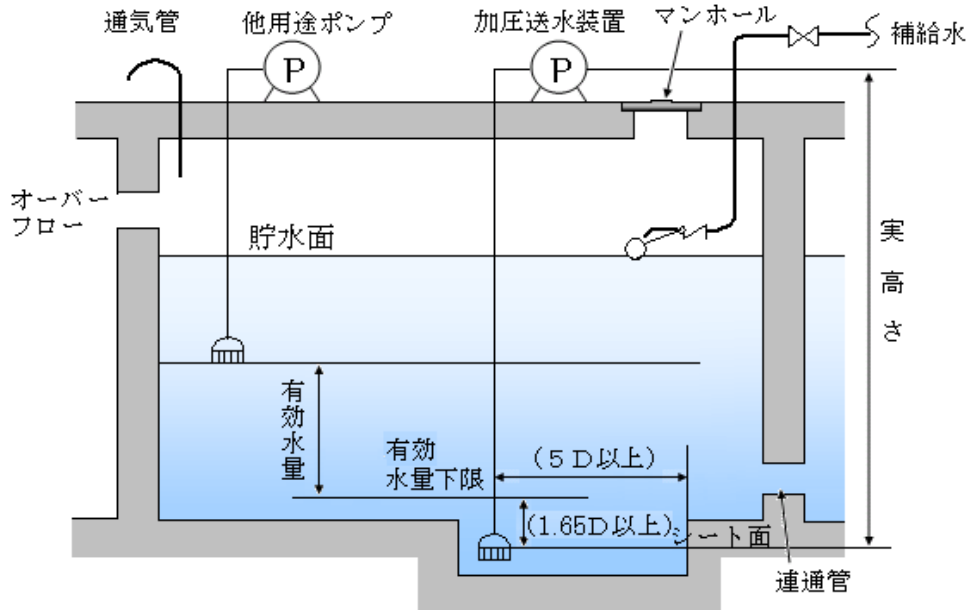 通気管
他用途ポンプ
加圧送水装置
マンホール
補給水
P
P
オーバー
フロー
貯水面
実高さ
有効水量
有効
水量下限
(5D以上)
(1.65D以上)
シート面
連通管